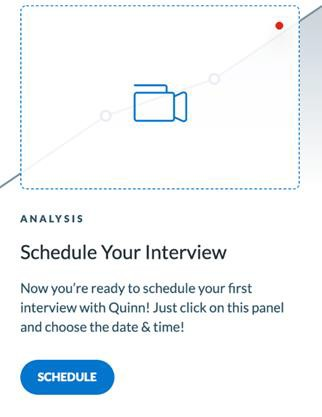 ANALYSIS
Schedule Your Interview
Now you’re ready to schedule your first
interview with Quinn! Just click on this panel
and choose the date & time!
SCHEDULE